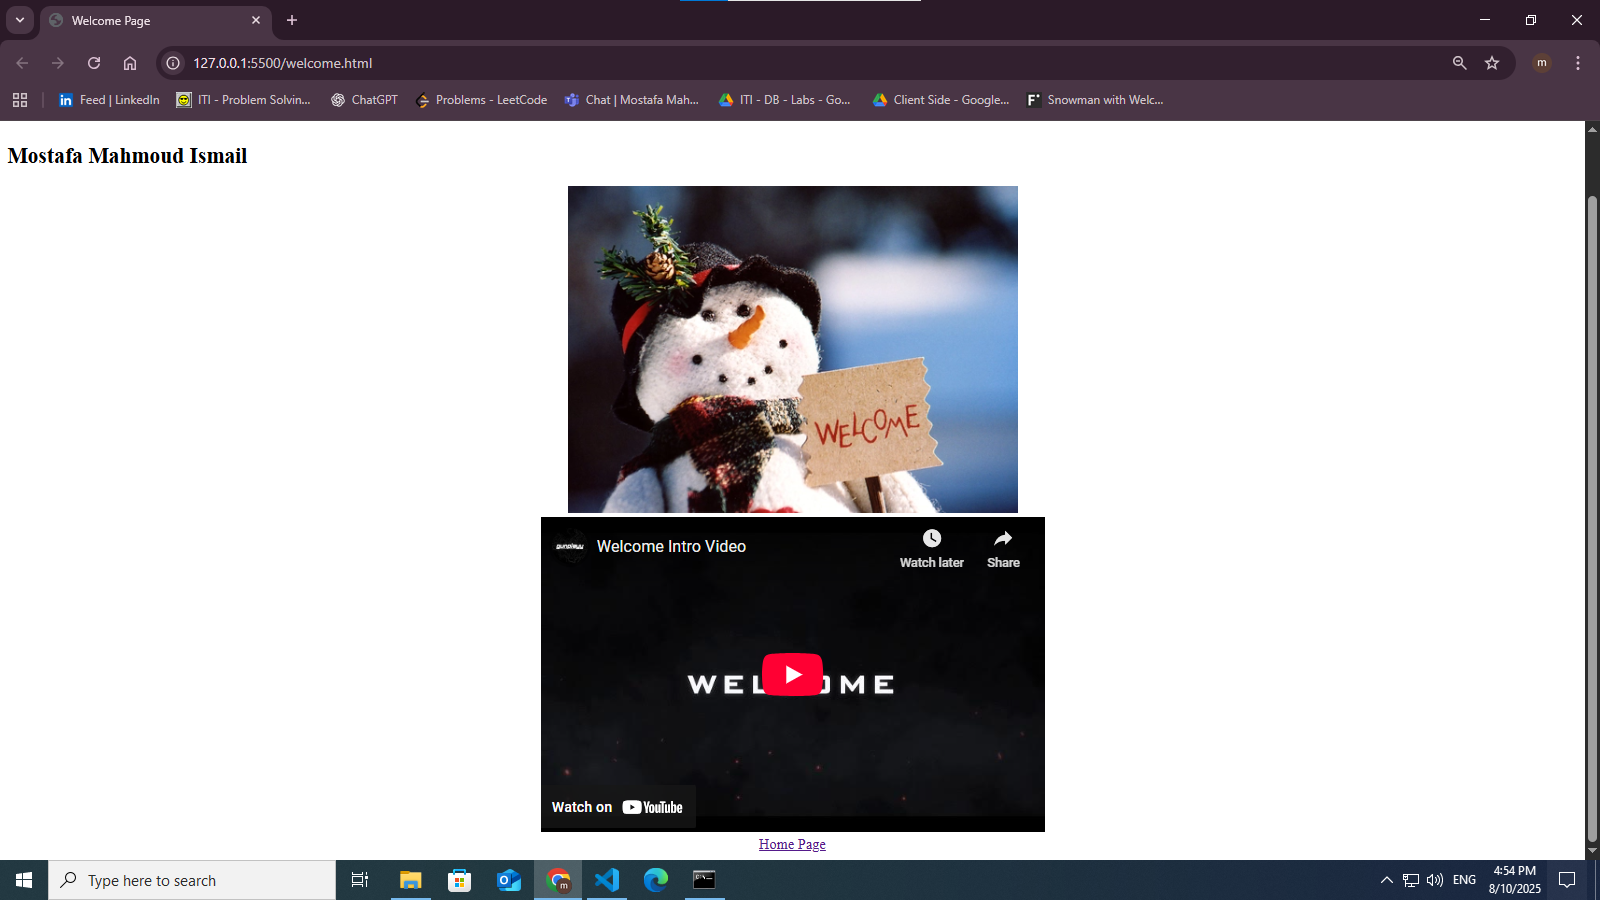 Welcome Page
127.0.0.1:5500/welcome.html
m
Feed | LinkedIn
ITI - Problem Solvin...
ChatGPT
Problems - LeetCode
Chat | Mostafa Mah...
ITI - DB - Labs - Go...
Client Side - Google...
Snowman with Welc...
Mostafa Mahmoud Ismail
WELCOME
Welcome Intro Video
Watch later
Share
Watch on YouTube
Home Page
Type here to search
m
ENG
4:54 PM
8/10/2025